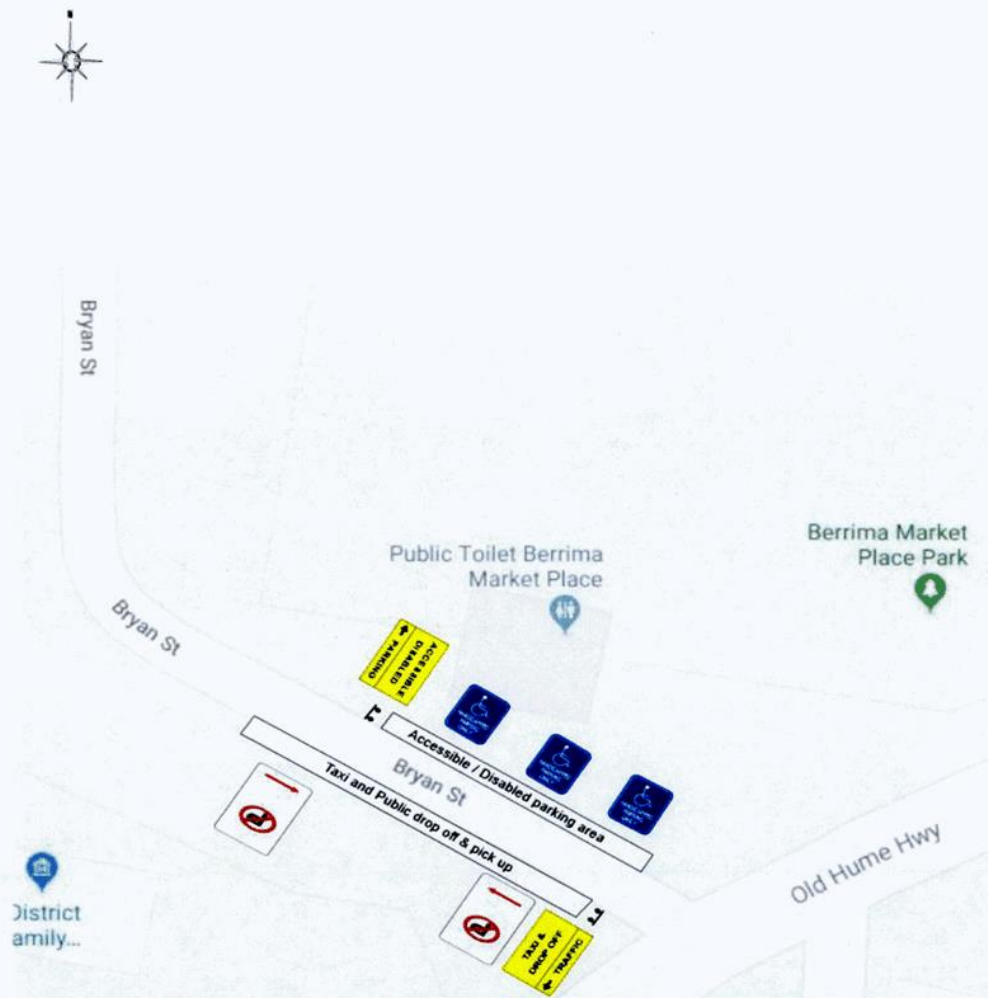 Bryan St
Berrima Market
Place Park
Public Toilet Berrima
Market Place
Bryan St
ACCESSIBLE
DISABLED
PARKING
Accessible / Disabled parking area
Bryan St
Taxi and Public drop off & pick up
Old Hume Hwy
District
amily...
TAXI &
DROP OFF
TRAFFIC